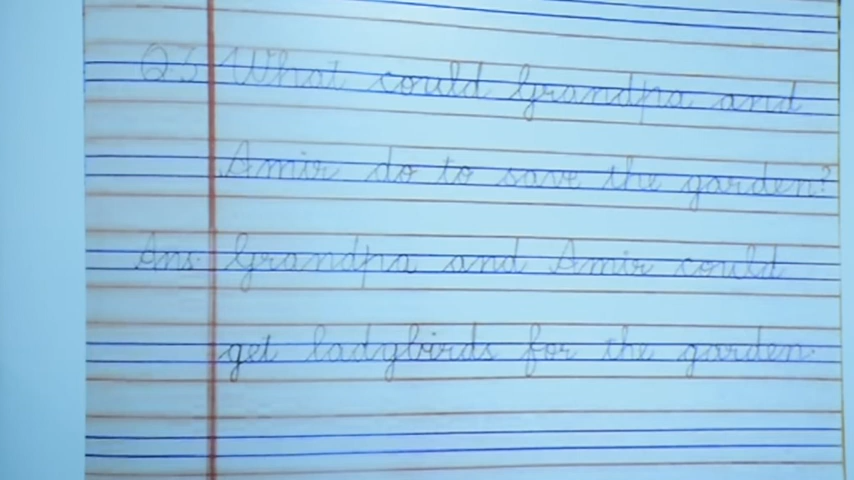 Q.5 What could Grandpa and
Amir do to save the garden?
Ans. Grandpa and Amir could
get ladybirds for the garden.